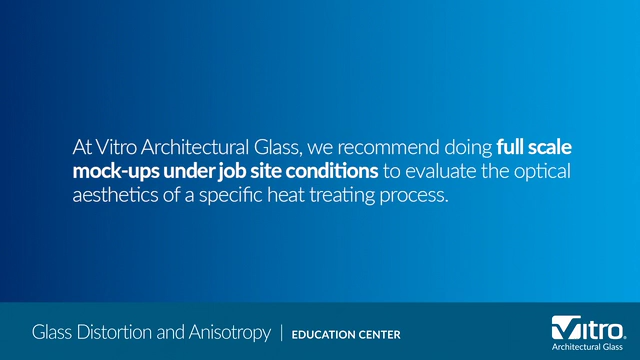 At Vitro Architectural Glass, we recommend doing full scale
mock-ups under job site conditions to evaluate the optical
aesthetics of a specific heat treating process.
Glass Distortion and Anisotropy | EDUCATION CENTER
Vitro®
Architectural Glass